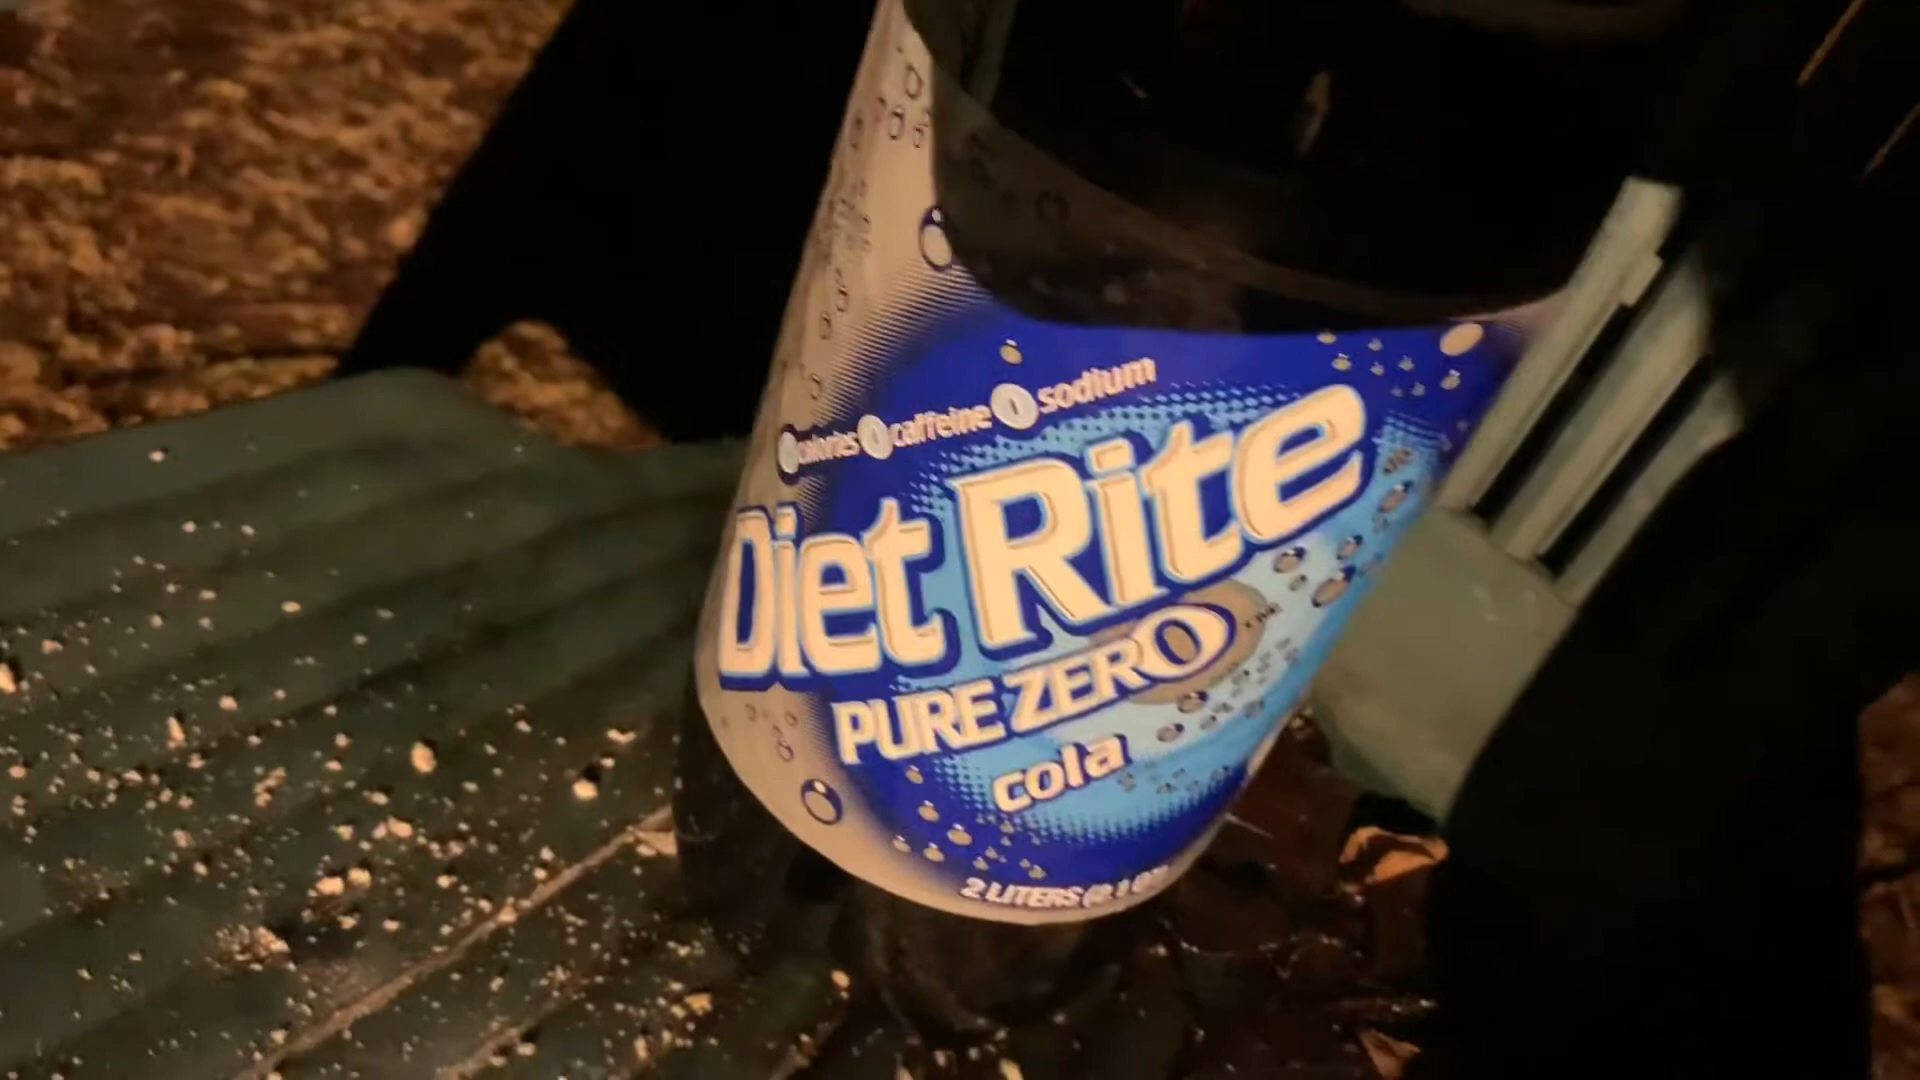 0 calories 0 caffeine 0 sodium
Diet Rite
PURE ZERO
cola
2 LITERS